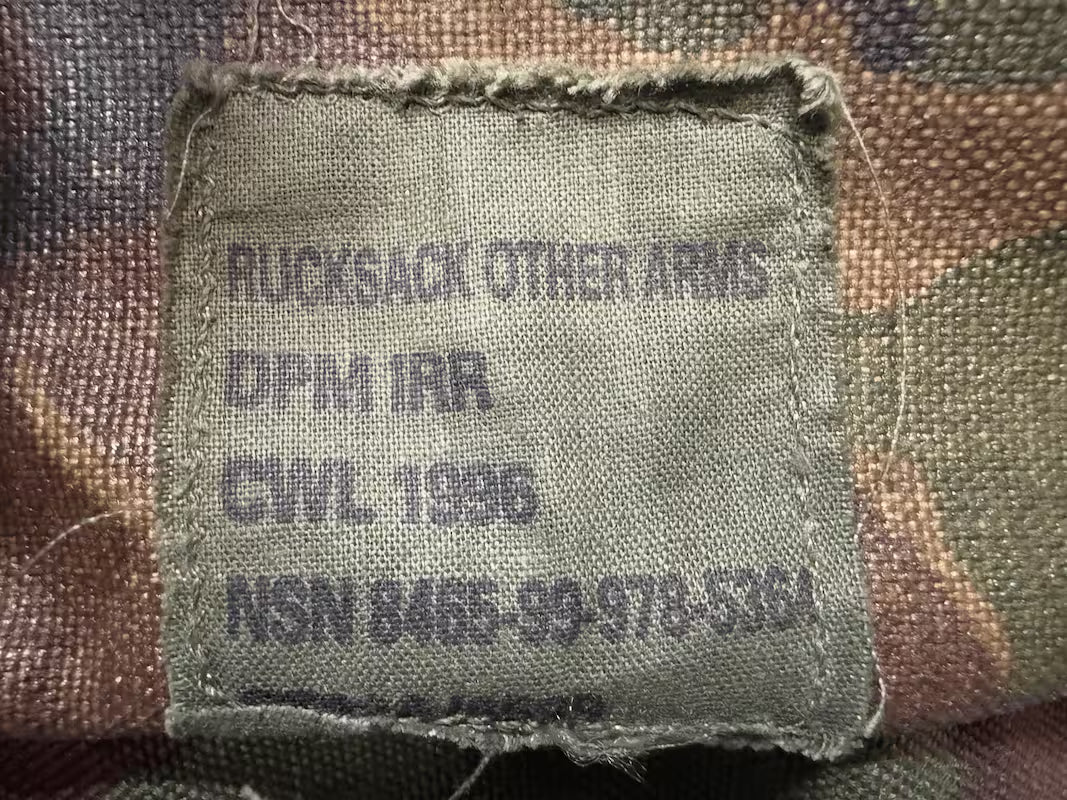 RUCKSACK OTHER ARMS
DPM IRR
CWL 1996
NSN 8465-99-978-5364